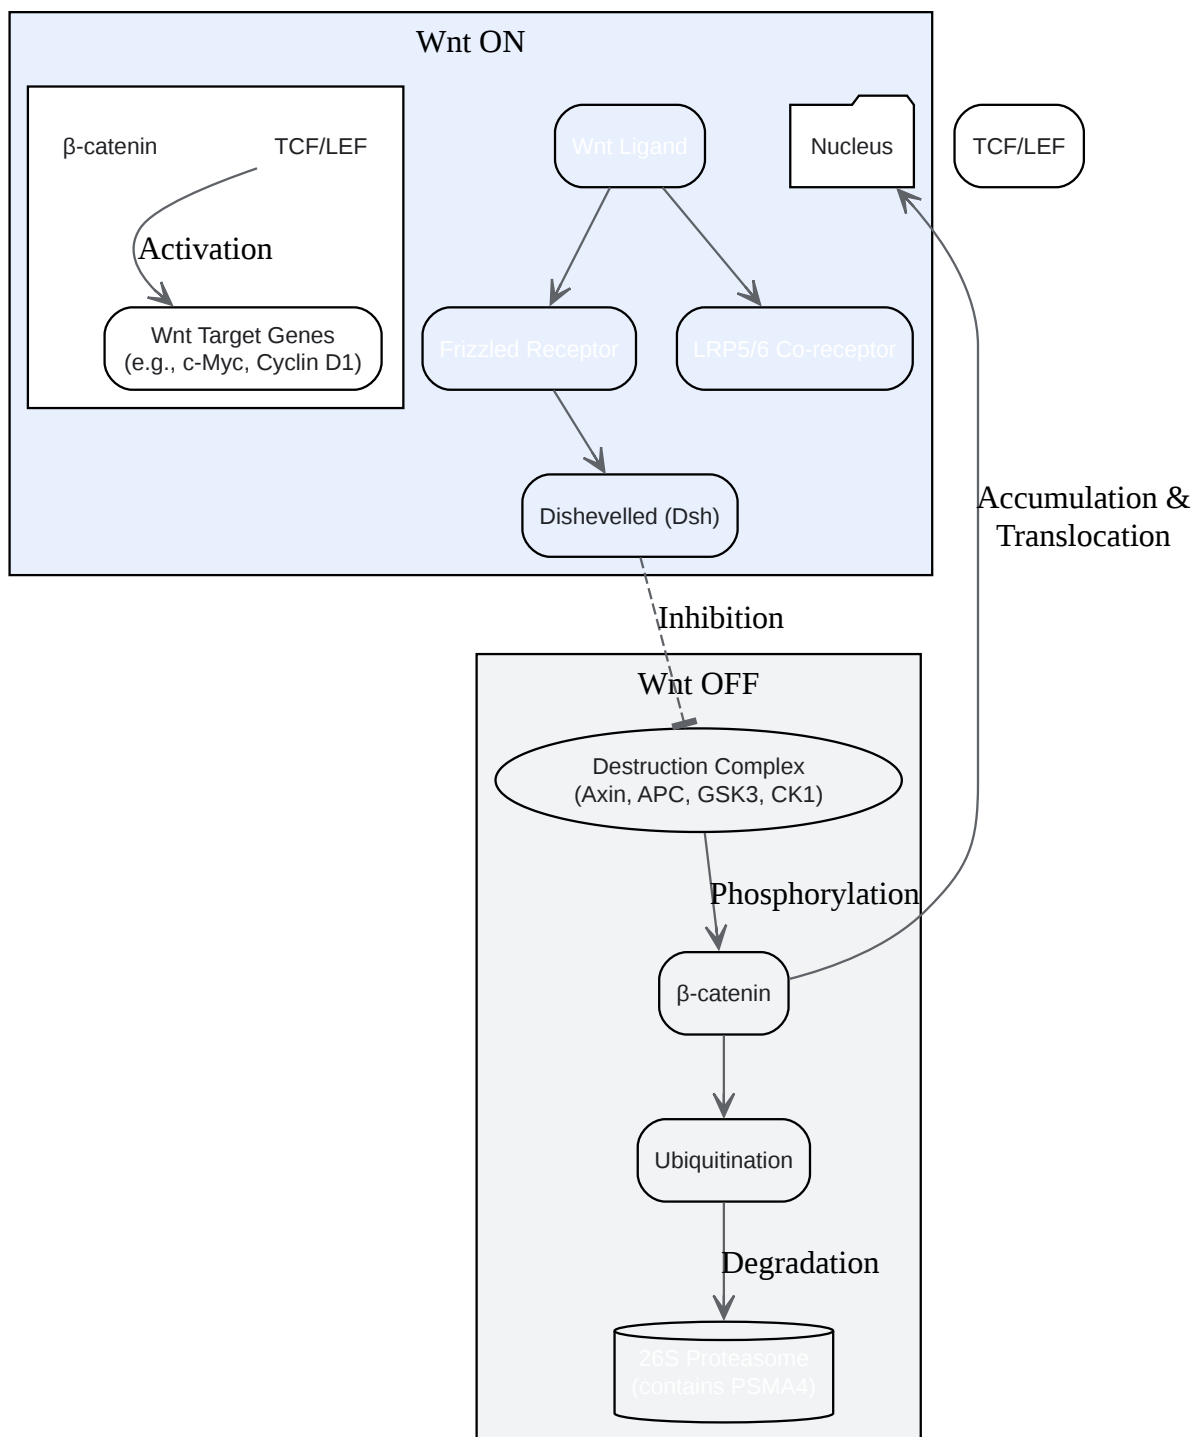 Wnt ON
β-catenin
TCF/LEF
Wnt Ligand
Nucleus
TCF/LEF
Activation
Wnt Target Genes
(e.g., c-Myc, Cyclin D1)
Frizzled Receptor
LRP5/6 Co-receptor
Dishevelled (Dsh)
Accumulation &
Translocation
Inhibition
Wnt OFF
Destruction Complex
(Axin, APC, GSK3, CK1)
Phosphorylation
β-catenin
Ubiquitination
Degradation
26S Proteasome
(contains PSMA4)